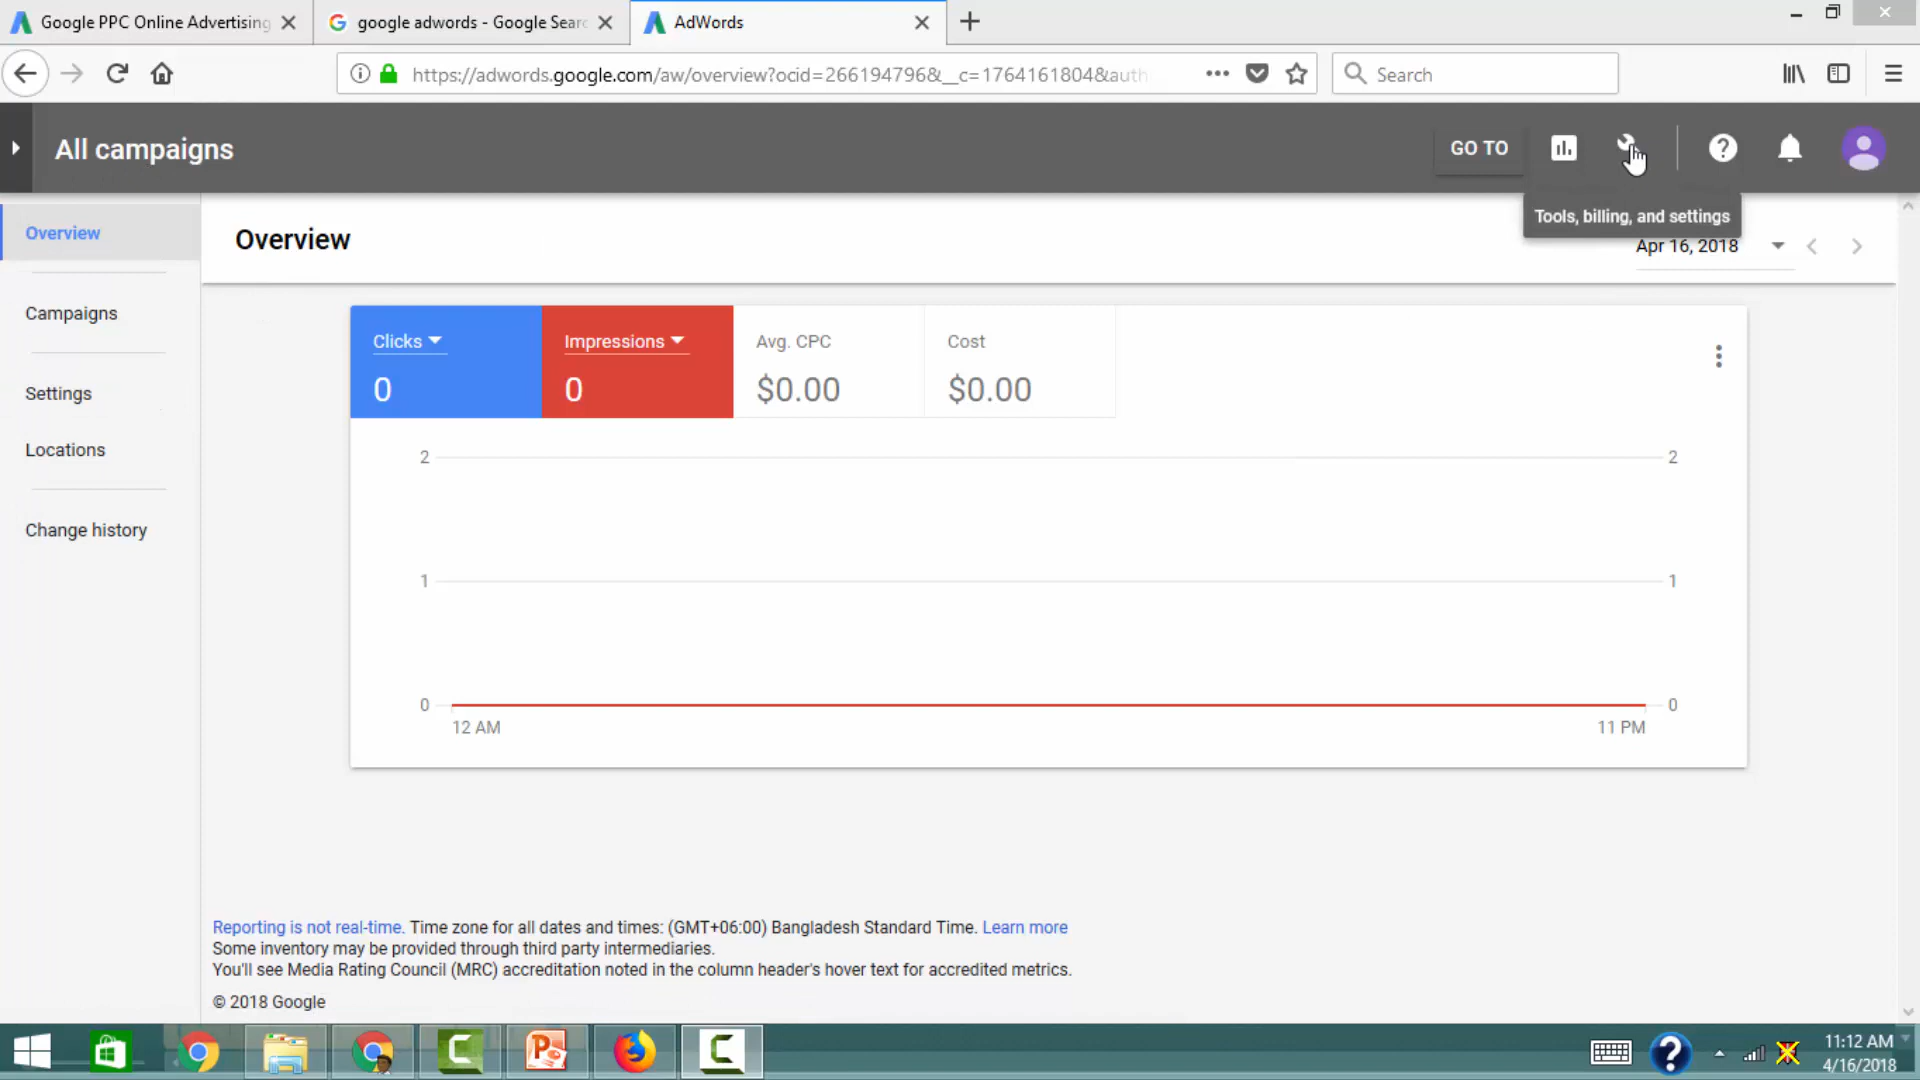 Google PPC Online Advertising
google adwords - Google Sear
AdWords
https://adwords.google.com/aw/overview?ocid=266194796&__c=1764161804&auth
Search
All campaigns
GO TO
Tools, billing, and settings
Overview
Overview
Apr 16, 2018
Campaigns
Settings
Locations
Change history
Clicks
0
Impressions
0
Avg. CPC
$0.00
Cost
$0.00
2
2
1
1
0
0
12 AM
11 PM
Reporting is not real-time. Time zone for all dates and times: (GMT+06:00) Bangladesh Standard Time. Learn more
Some inventory may be provided through third party intermediaries.
You'll see Media Rating Council (MRC) accreditation noted in the column header's hover text for accredited metrics.
© 2018 Google
11:12 AM
4/16/2018